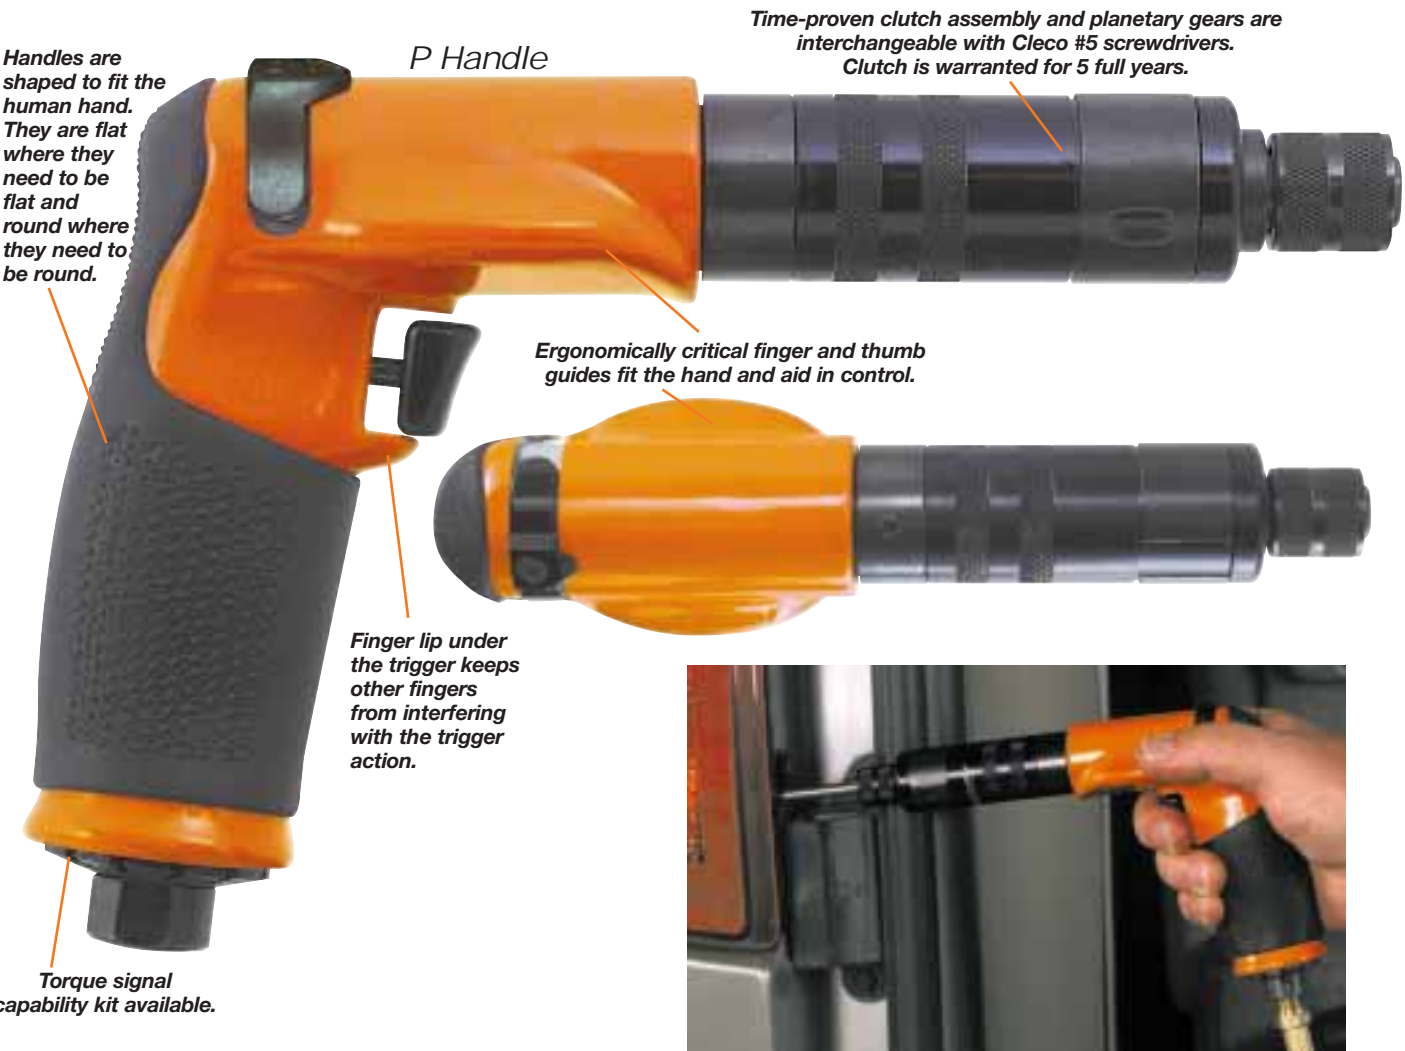 Time-proven clutch assembly and planetary gears are
interchangeable with Cleco #5 screwdrivers.
Clutch is warranted for 5 full years.
P Handle
Handles are
shaped to fit the
human hand.
They are flat
where they
need to be
flat and
round where
they need to
be round.
Ergonomically critical finger and thumb
guides fit the hand and aid in control.
Finger lip under
the trigger keeps
other fingers
from interfering
with the trigger
action.
Torque signal
capability kit available.